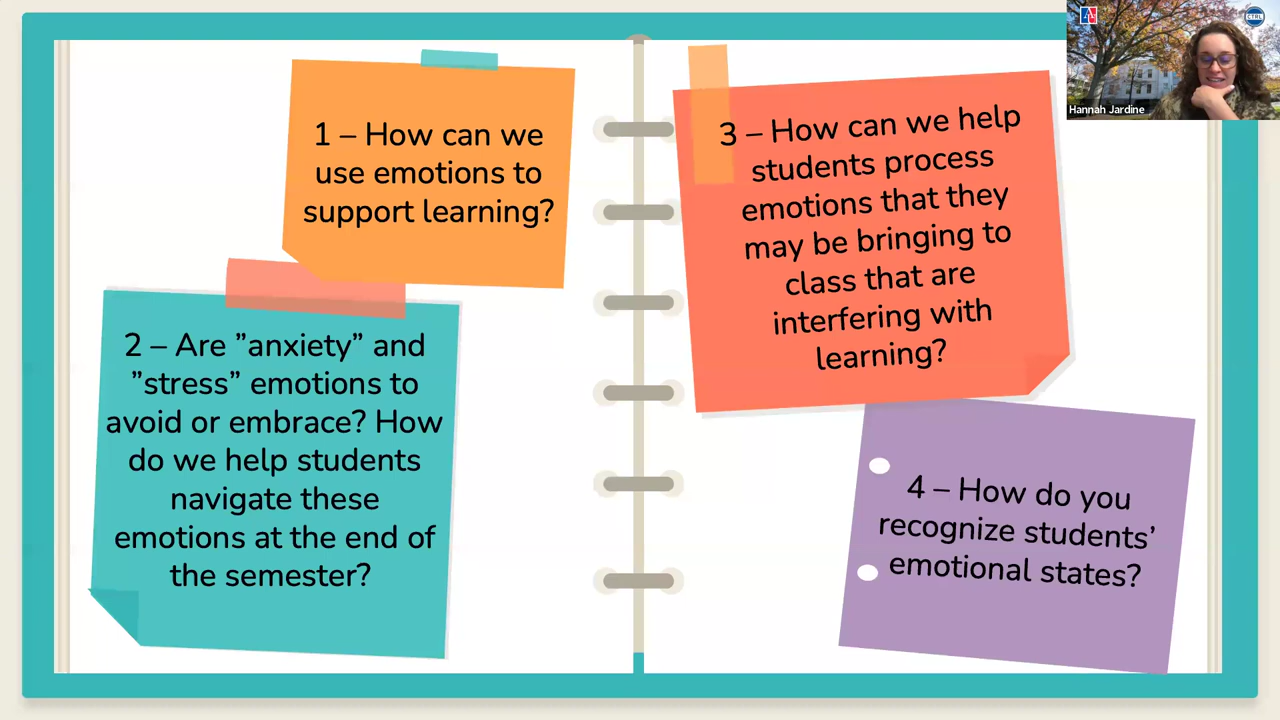 1 – How can we
use emotions to
support learning?
2 – Are ”anxiety” and
”stress” emotions to
avoid or embrace? How
do we help students
navigate these
emotions at the end of
the semester?
3 – How can we help
students process
emotions that they
may be bringing to
class that are
interfering with
learning?
4 – How do you
recognize students’
emotional states?
CTRL
Hannah Jardine